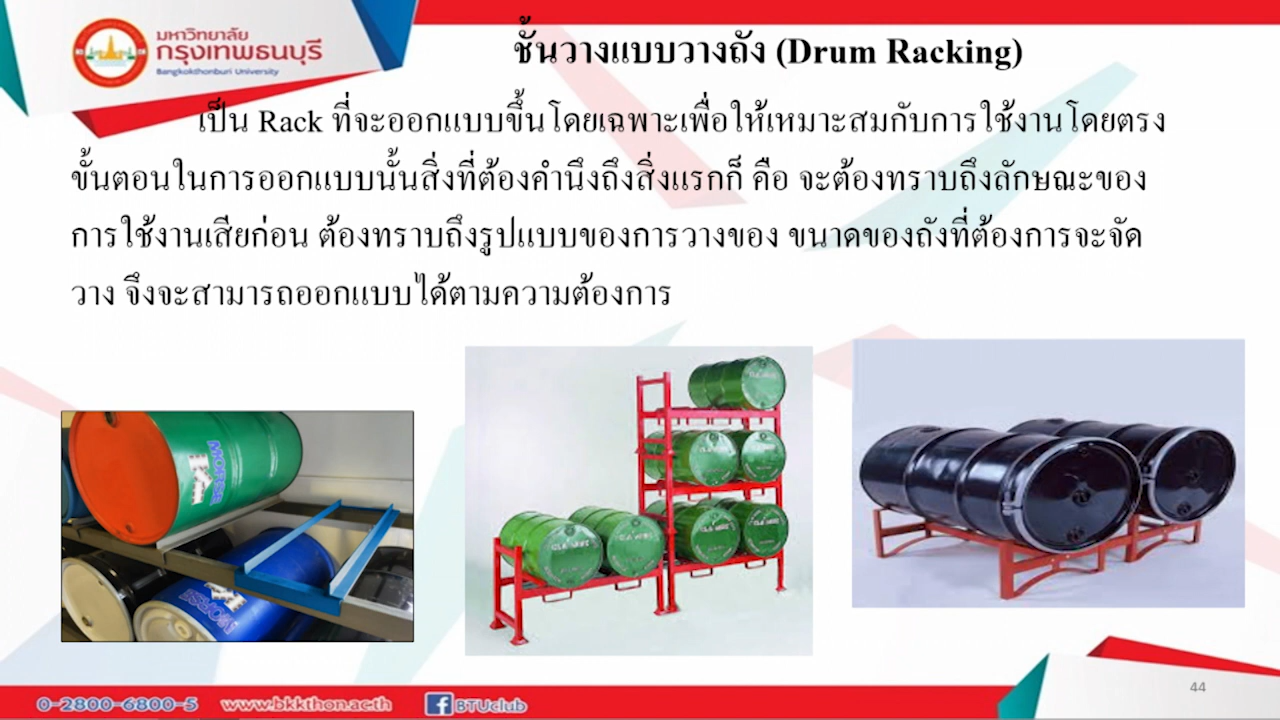 มหาวิทยาลัย
กรุงเทพธนบุรี
Bangkokthonburi University
ชั้นวางแบบวางถัง (Drum Racking)
เป็น Rack ที่จะออกแบบขึ้นโดยเฉพาะเพื่อให้เหมาะสมกับการใช้งานโดยตรง
ขั้นตอนในการออกแบบนั้นสิ่งที่ต้องคำนึงถึงสิ่งแรกก็ คือ จะต้องทราบถึงลักษณะของ
การใช้งานเสียก่อน ต้องทราบถึงรูปแบบของการวางของ ขนาดของถังที่ต้องการจะจัด
วาง จึงจะสามารถออกแบบได้ตามความต้องการ
MORSE
MORSE
0-2800-6800-5 www.bkkthon.ac.th BTUclub
44